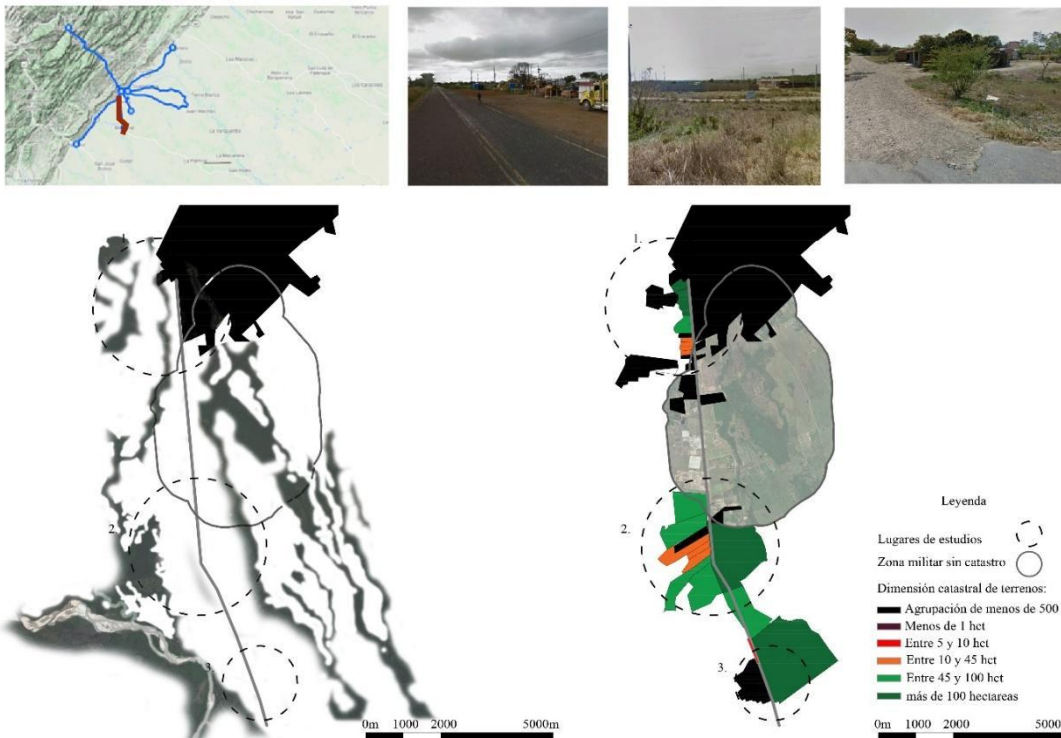 1.
2.
3.
0m 1000 2000 5000m
1.
2.
3.
Leyenda
Lugares de estudios
Zona militar sin catastro
Dimensión catastral de terrenos:
Agrupación de menos de 500
Menos de 1 hct
Entre 5 y 10 hct
Entre 10 y 45 hct
Entre 45 y 100 hct
más de 100 hectareas
0m 1000 2000 5000